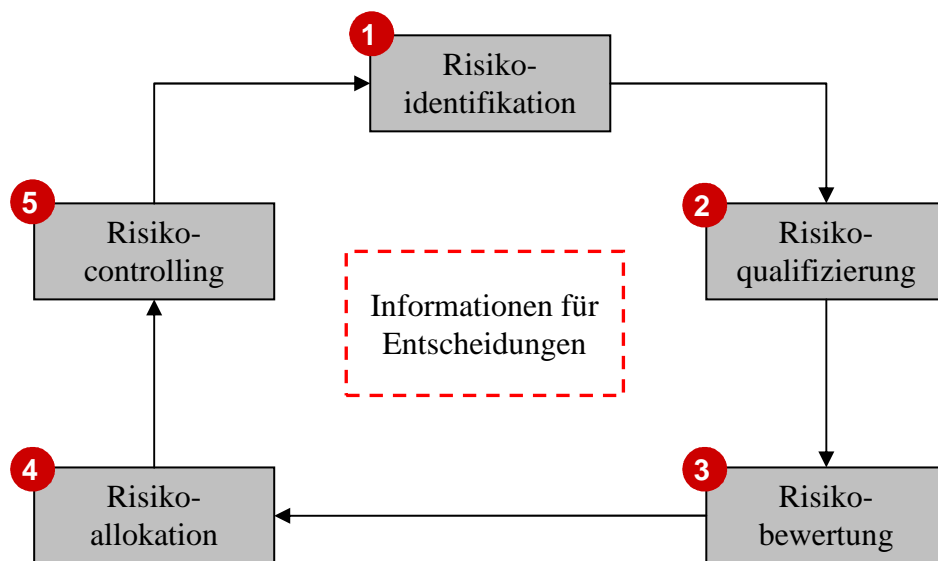 1
Risiko-
identifikation
2
Risiko-
qualifizierung
3
Risiko-
bewertung
4
Risiko-
allokation
5
Risiko-
controlling
Informationen für
Entscheidungen